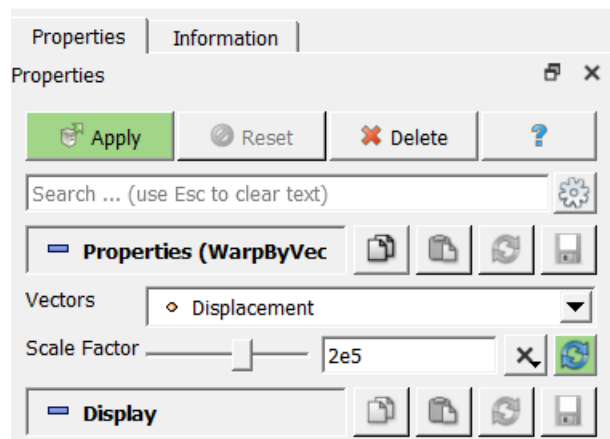 Properties Information
Properties
Apply Reset Delete ?
Search ... (use Esc to clear text)
Properties (WarpByVec
Vectors Displacement
Scale Factor 2e5
Display